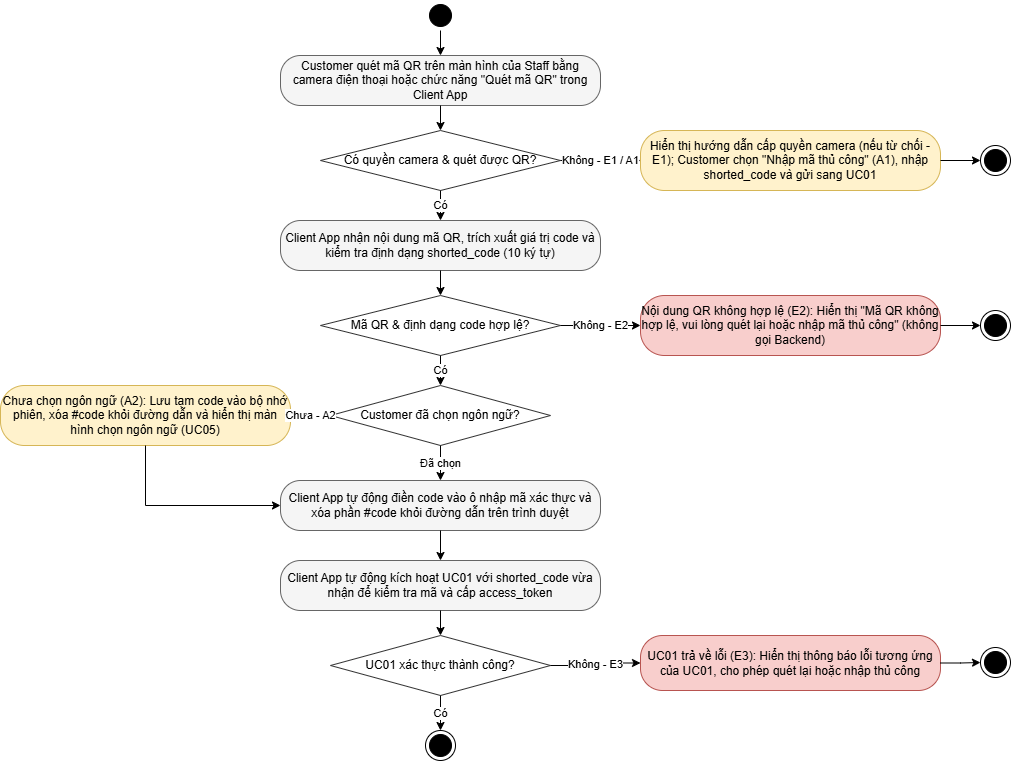 Customer quét mã QR trên màn hình của Staff bằng
camera điện thoại hoặc chức năng "Quét mã QR" trong
Client App
Có quyền camera & quét được QR?
Không - E1 / A1
Hiển thị hướng dẫn cấp quyền camera (nếu từ chối -
E1); Customer chọn "Nhập mã thủ công" (A1), nhập
shorted_code và gửi sang UC01
Có
Client App nhận nội dung mã QR, trích xuất giá trị code và
kiểm tra định dạng shorted_code (10 ký tự)
Mã QR & định dạng code hợp lệ?
Không - E2
Nội dung QR không hợp lệ (E2): Hiển thị "Mã QR không
hợp lệ, vui lòng quét lại hoặc nhập mã thủ công" (không
gọi Backend)
Có
Chưa chọn ngôn ngữ (A2): Lưu tạm code vào bộ nhớ
phiên, xóa #code khỏi đường dẫn và hiển thị màn
hình chọn ngôn ngữ (UC05)
Chưa - A2
Customer đã chọn ngôn ngữ?
Đã chọn
Client App tự động điền code vào ô nhập mã xác thực và
xóa phần #code khỏi đường dẫn trên trình duyệt
Client App tự động kích hoạt UC01 với shorted_code vừa
nhận để kiểm tra mã và cấp access_token
UC01 xác thực thành công?
Không - E3
UC01 trả về lỗi (E3): Hiển thị thông báo lỗi tương ứng
của UC01, cho phép quét lại hoặc nhập thủ công
Có